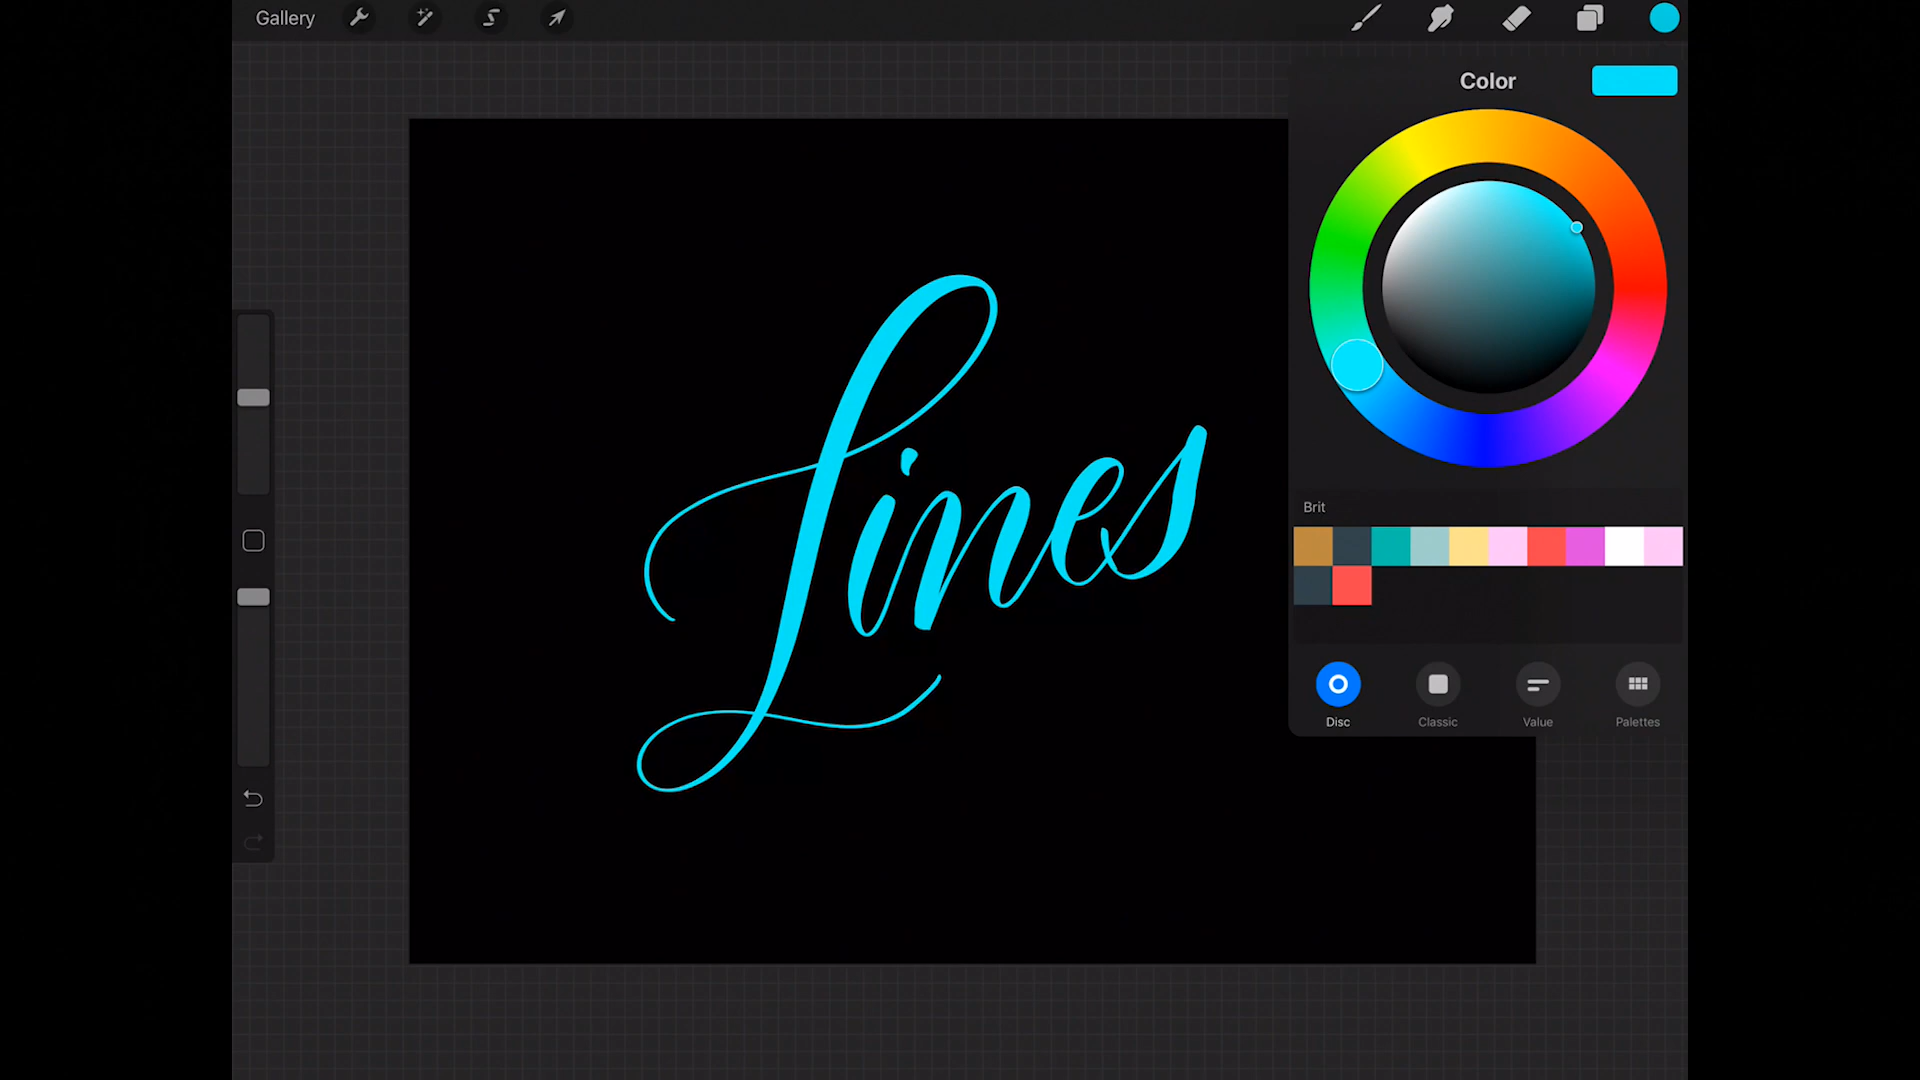 Gallery
Color
Lines
Brit
Disc
Classic
Value
Palettes